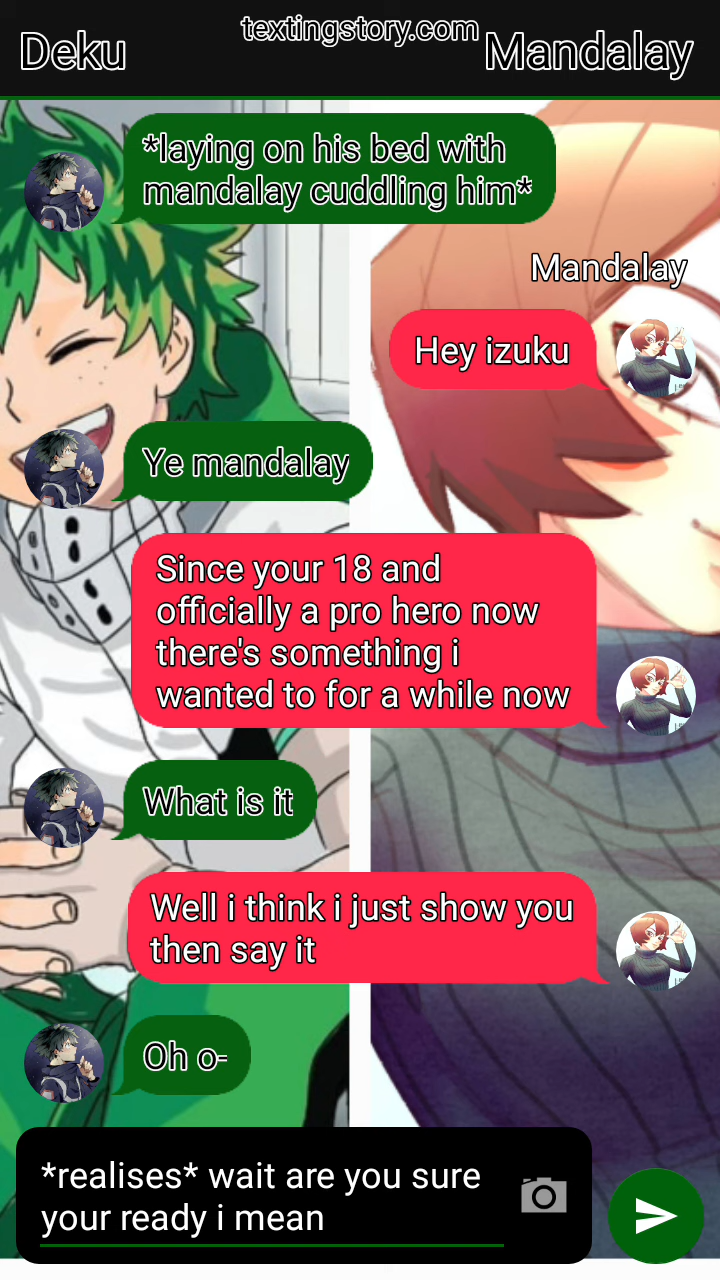 textingstory.com
Deku
Mandalay
*laying on his bed with
mandalay cuddling him*
Mandalay
Hey izuku
Ye mandalay
Since your 18 and
officially a pro hero now
there's something i
wanted to for a while now
What is it
Well i think i just show you
then say it
Oh o-
*realises* wait are you sure
your ready i mean